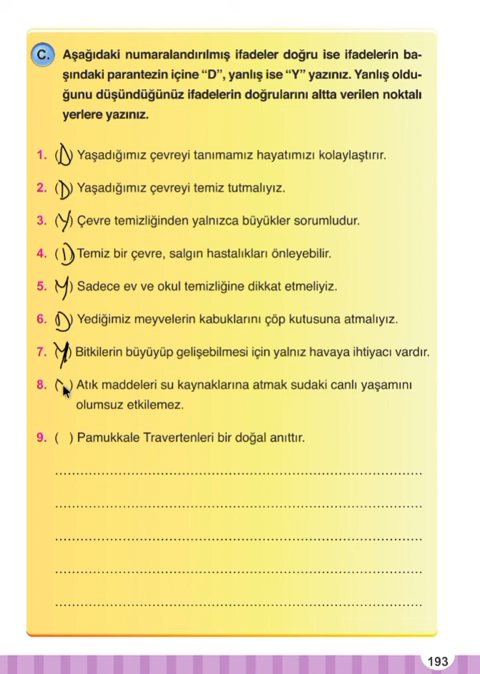 C. Aşağıdaki numaralandırılmış ifadeler doğru ise ifadelerin ba-
şındaki parantezin içine “D”, yanlış ise “Y” yazınız. Yanlış oldu-
ğunu düşündüğünüz ifadelerin doğrularını altta verilen noktalı
yerlere yazınız.
1. (D) Yaşadığımız çevreyi tanımamız hayatımızı kolaylaştırır.
2. (D) Yaşadığımız çevreyi temiz tutmalıyız.
3. (Y) Çevre temizliğinden yalnızca büyükler sorumludur.
4. (D) Temiz bir çevre, salgın hastalıkları önleyebilir.
5. (Y) Sadece ev ve okul temizliğine dikkat etmeliyiz.
6. (D) Yediğimiz meyvelerin kabuklarını çöp kutusuna atmalıyız.
7. (Y) Bitkilerin büyüyüp gelişebilmesi için yalnız havaya ihtiyacı vardır.
8. ( ) Atık maddeleri su kaynaklarına atmak sudaki canlı yaşamını
olumsuz etkilemez.
9. ( ) Pamukkale Travertenleri bir doğal anıttır.
193